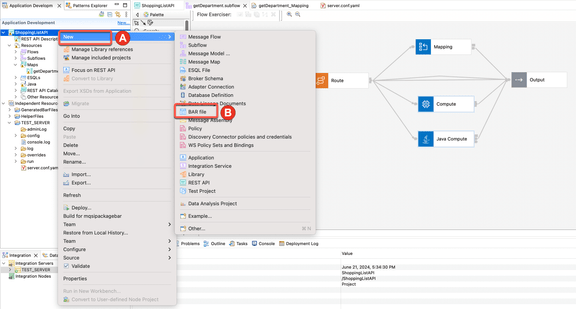 Application Developm
Patterns Explorer
getDepartment.subflow
getDepartment_Mapping
server.conf.yaml
Application Development
New...
Palette
Flow Exerciser:
ShoppingListAPI
REST API Descrip
Resources
Flows
Subflows
Maps
getDepartm
ESQLs
Java
REST API Catal
Other Resource
Independent Resource
GeneratedBarFiles
HelperFiles
TEST_SERVER
adminLog
config
console.log
log
overrides
run
server.conf.yaml
New
A
Manage Library references
Manage included projects
Focus on REST API
Convert to Library
Export KSDs from Application
Migrate
Go Into
Copy
Paste
Delete
Move...
Rename...
Import...
Export...
Refresh
Deploy...
Build for mqsipackagebar
Team
Restore from Local History...
Team
Configure
Source
Validate
Properties
Run in New Workbench...
Convert to User-defined Node Project
Message Flow
Subflow
Message Model ...
Message Map
ESQL File
Broker Schema
Adapter Connection
Database Definition
Documents
BAR file
B
Message Assembly
Policy
Discovery Connector policies and credentials
WS Policy Sets and Bindings
Application
Integration Service
Library
REST API
Test Project
Data Analysis Project
Example...
Other...
⌘N
Route
Mapping
Compute
Java Compute
Output
Integration
Data
Integration Servers
TEST_SERVER
Integration Nodes
Problems
Outline
Tasks
Console
Deployment Log
Value
June 21, 2024, 5:34:30 PM
ShoppingListAPI
/ShoppingListAPI
Project